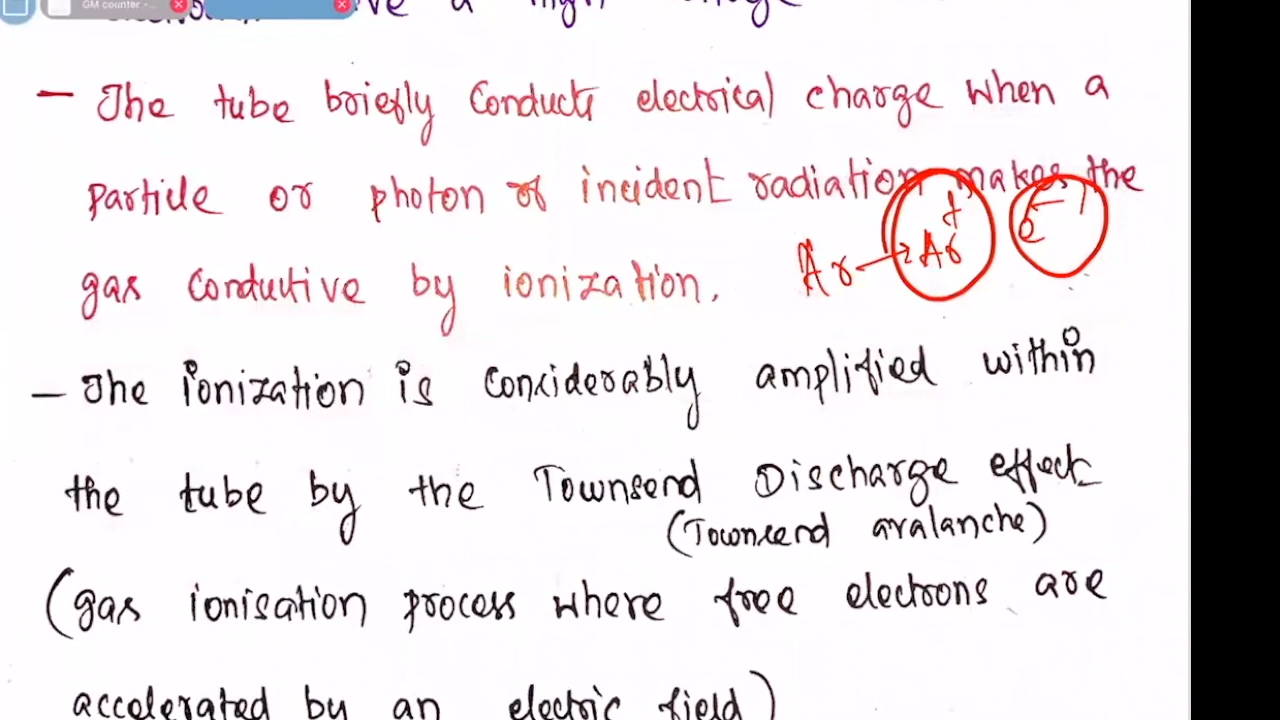 GM counter - ...
a high
- The tube briefly conducts electrical charge when a
particle or photon of incident radiation makes the
gas conductive by ionization.
Ar → Ar+ e-
- The ionization is considerably amplified within
the tube by the Townsend Discharge effect
(Townsend avalanche)
(gas ionisation process where free electrons are
accelerated by an electric field)